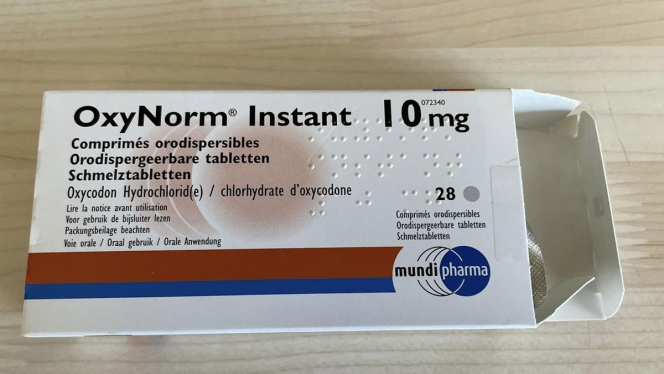 OxyNorm® Instant 10 mg
072340
Comprimés orodispersibles
Orodispergeerbare tabletten
Schmelztabletten
Oxycodon Hydrochlorid(e) / chlorhydrate d'oxycodone
Lire la notice avant utilisation
Voor gebruik de bijsluiter lezen
Packungsbeilage beachten
Voie orale / Oraal gebruik / Orale Anwendung
28
Comprimés orodispersibles
Orodispergeerbare tabletten
Schmelztabletten
mundipharma